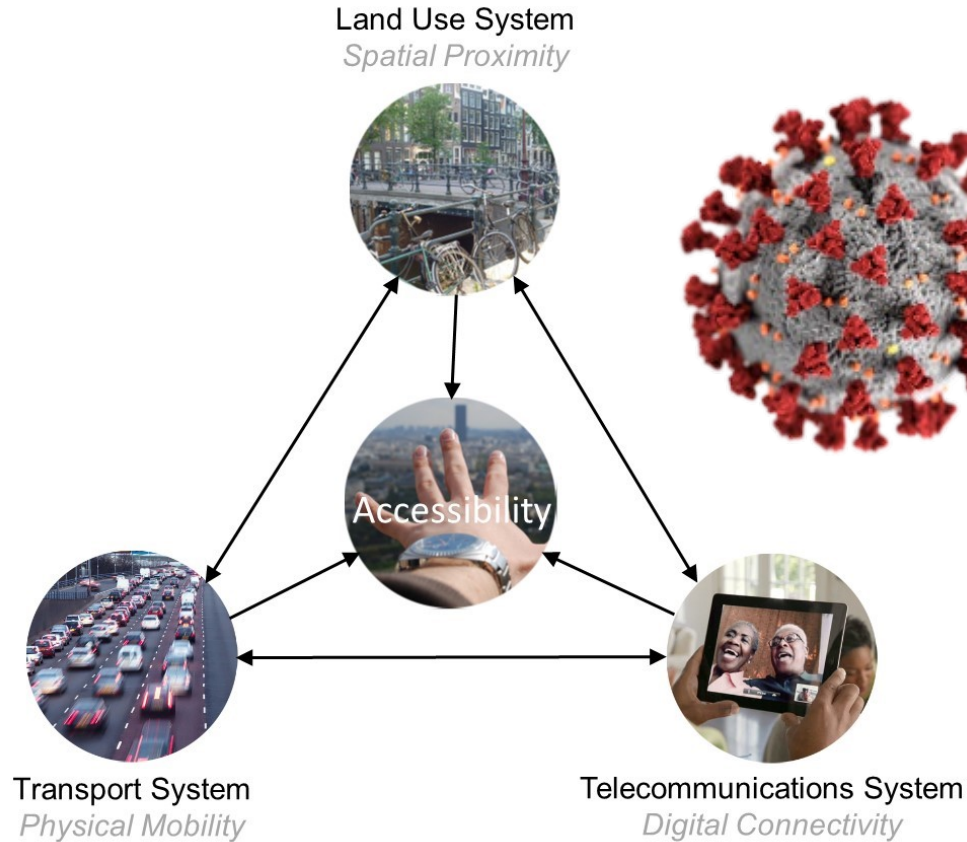 Land Use System
Spatial Proximity
Accessibility
Transport System
Physical Mobility
Telecommunications System
Digital Connectivity